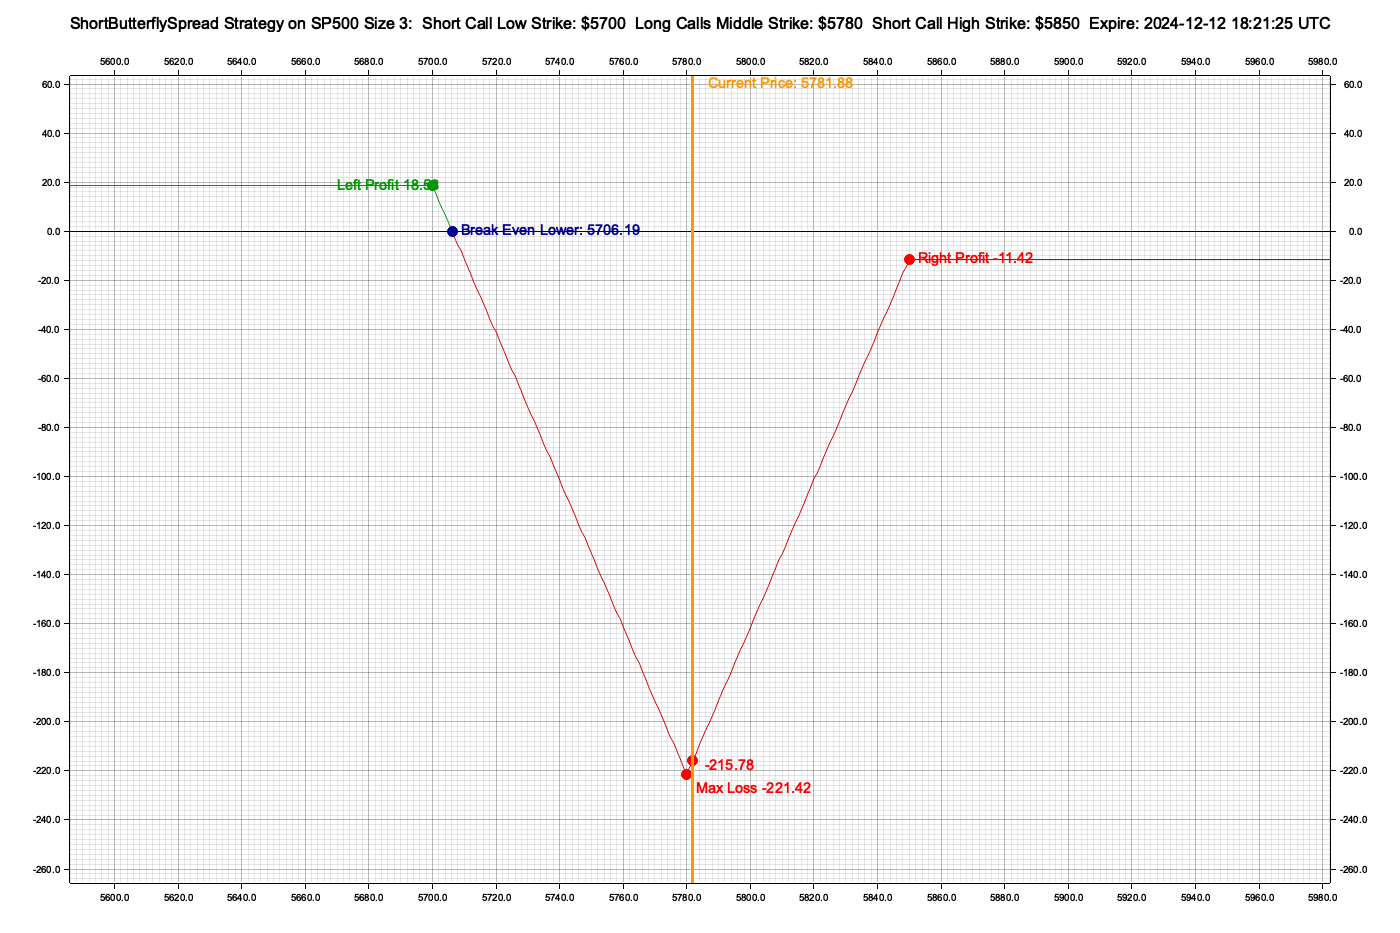 ShortButterflySpread Strategy on SP500 Size 3:  Short Call Low Strike: $5700  Long Calls Middle Strike: $5780  Short Call High Strike: $5850  Expire: 2024-12-12 18:21:25 UTC
5600.0 5620.0 5640.0 5660.0 5680.0 5700.0 5720.0 5740.0 5760.0 5780.0 5800.0 5820.0 5840.0 5860.0 5880.0 5900.0 5920.0 5940.0 5960.0 5980.0
Current Price: 5781.88
60.0 60.0
40.0 40.0
20.0 Left Profit 18.58 20.0
0.0 Break Even Lower: 5706.19 0.0
Right Profit -11.42
-20.0 -20.0
-40.0 -40.0
-60.0 -60.0
-80.0 -80.0
-100.0 -100.0
-120.0 -120.0
-140.0 -140.0
-160.0 -160.0
-180.0 -180.0
-200.0 -200.0
-215.78
-220.0 -220.0
Max Loss -221.42
-240.0 -240.0
-260.0 -260.0
5600.0 5620.0 5640.0 5660.0 5680.0 5700.0 5720.0 5740.0 5760.0 5780.0 5800.0 5820.0 5840.0 5860.0 5880.0 5900.0 5920.0 5940.0 5960.0 5980.0